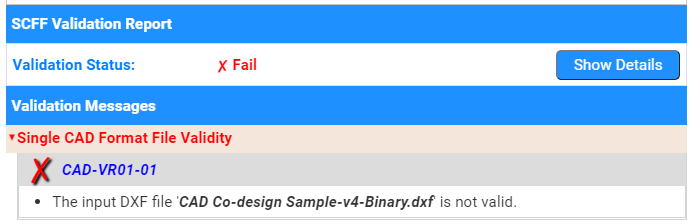 SCFF Validation Report
Validation Status: ✗ Fail Show Details
Validation Messages
▾Single CAD Format File Validity
✗ CAD-VR01-01
• The input DXF file 'CAD Co-design Sample-v4-Binary.dxf' is not valid.